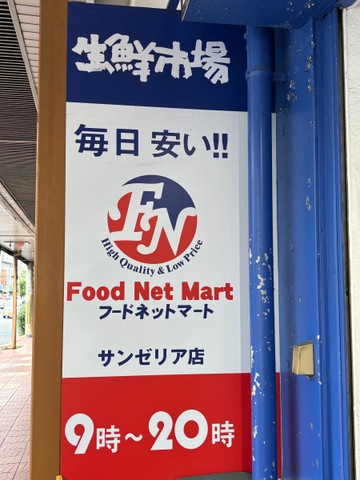 生鮮市場
毎日 安い!!
FN
High Quality & Low Price
Food Net Mart
フードネットマート
サンゼリア店
9時～20時